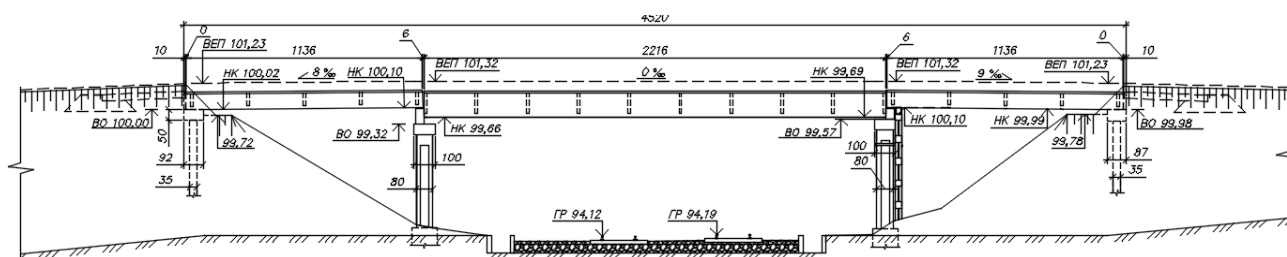 4520
0
6
6
0
10
ВЕП 101,23
1136
2216
1136
10
ВЕП 101,32
ВЕП 101,32
ВЕП 101,23
НК 100,02
8 ‰
НК 100,10
0 ‰
НК 99,69
9 ‰
ВО 100,00
50
99,72
ВО 99,32
НК 99,66
ВО 99,57
НК 100,10
НК 99,99
99,78
ВО 99,98
92
35
100
80
100
80
87
35
ГР 94,12
ГР 94,19